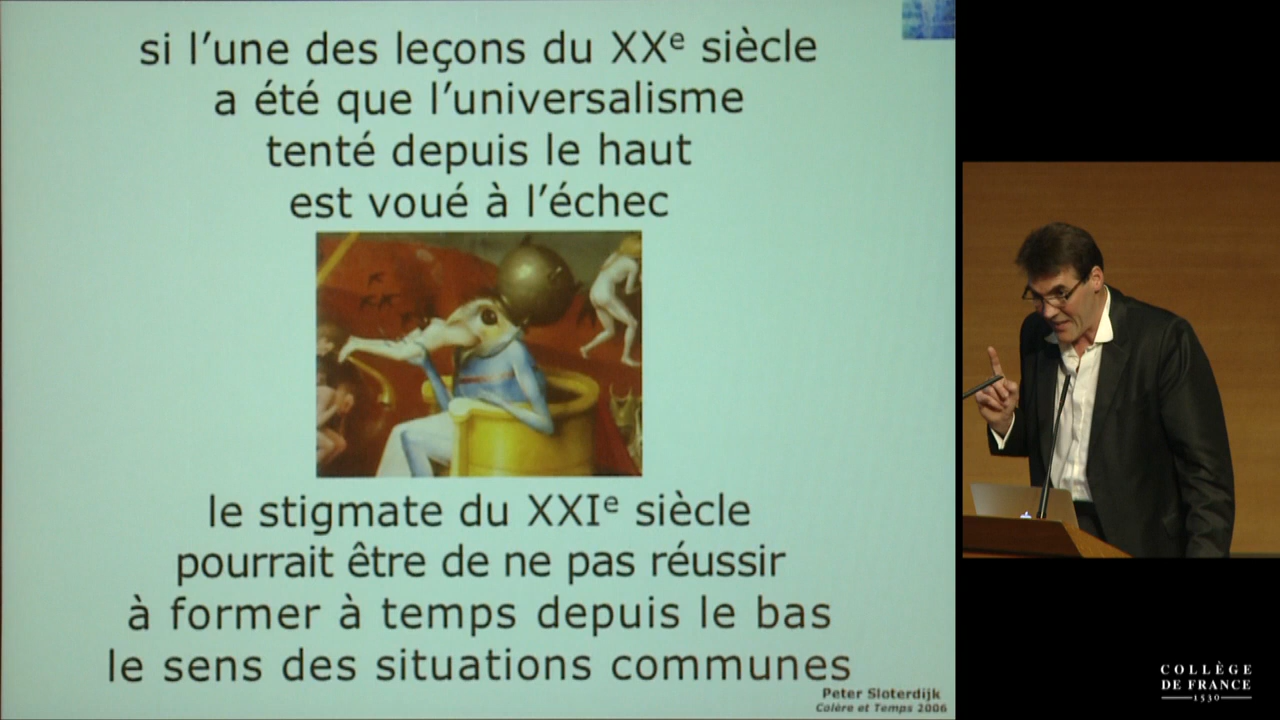 si l'une des leçons du XXᵉ siècle
a été que l'universalisme
tenté depuis le haut
est voué à l'échec
le stigmate du XXIᵉ siècle
pourrait être de ne pas réussir
à former à temps depuis le bas
le sens des situations communes
Peter Sloterdijk
Colère et Temps 2006
COLLÈGE
DE FRANCE
1530